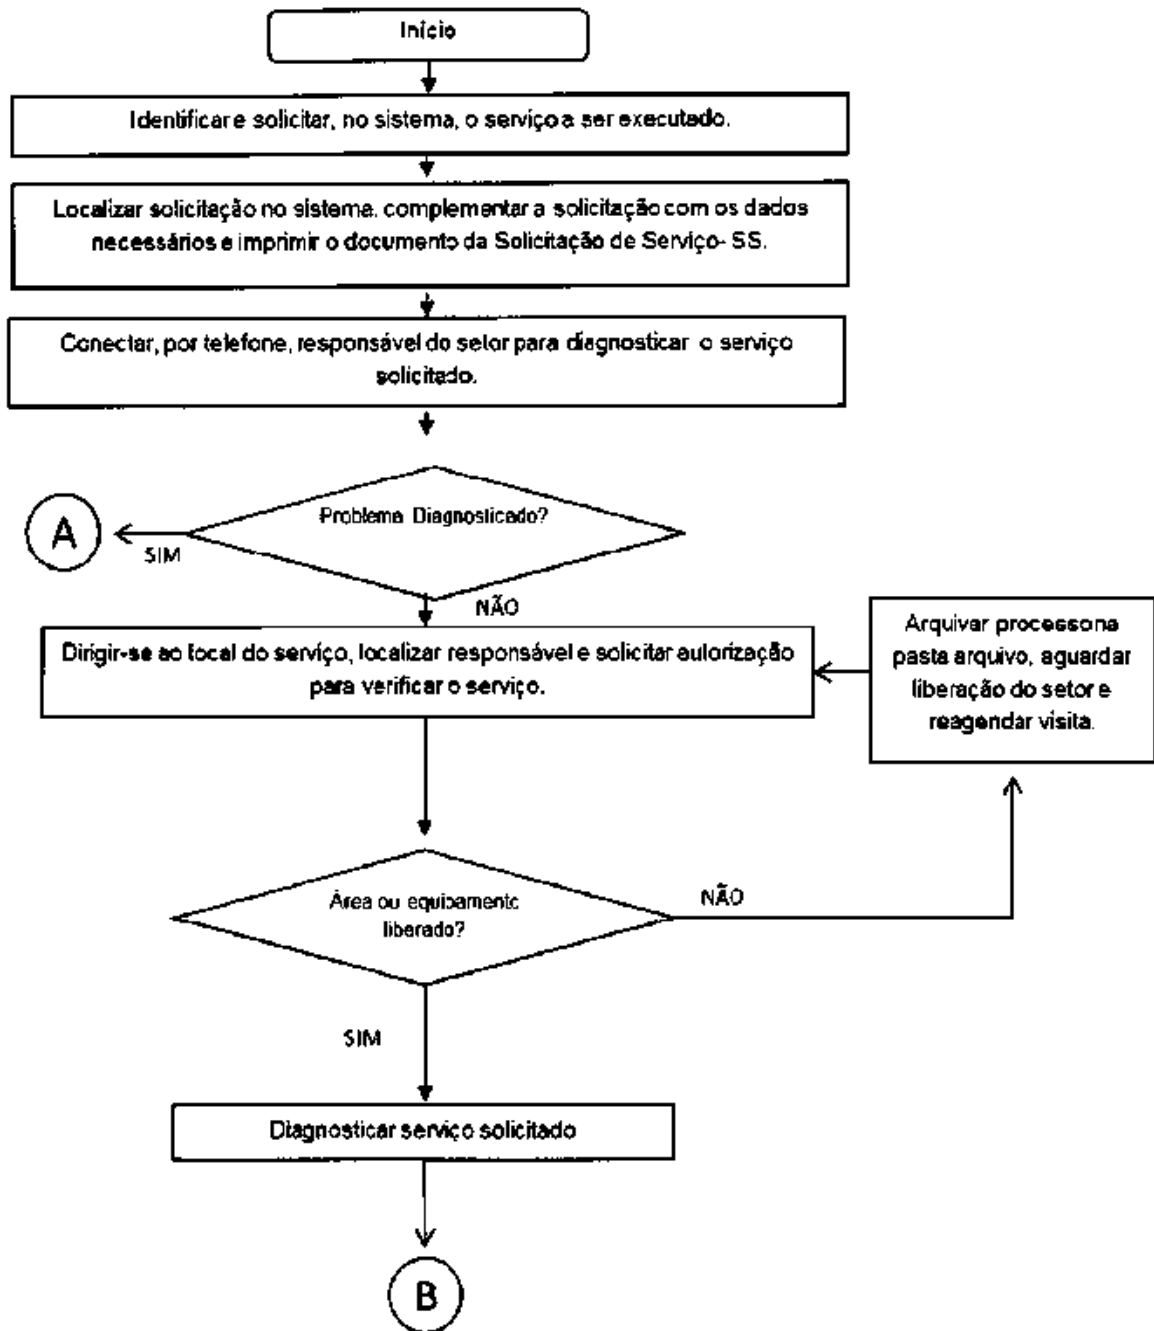 Início
Identificar e solicitar, no sistema, o serviço a ser executado.
Localizar solicitação no sistema, complementar a solicitação com os dados
necessários e imprimir o documento da Solicitação de Serviço- SS.
Conectar, por telefone, responsável do setor para diagnosticar o serviço
solicitado.
Problema Diagnosticado?
A
SIM
NÃO
Dirigir-se ao local do serviço, localizar responsável e solicitar autorização
para verificar o serviço.
Arquivar processo na
pasta arquivo, aguardar
liberação do setor e
reagendar visita.
Área ou equipamento
liberado?
NÃO
SIM
Diagnosticar serviço solicitado
B